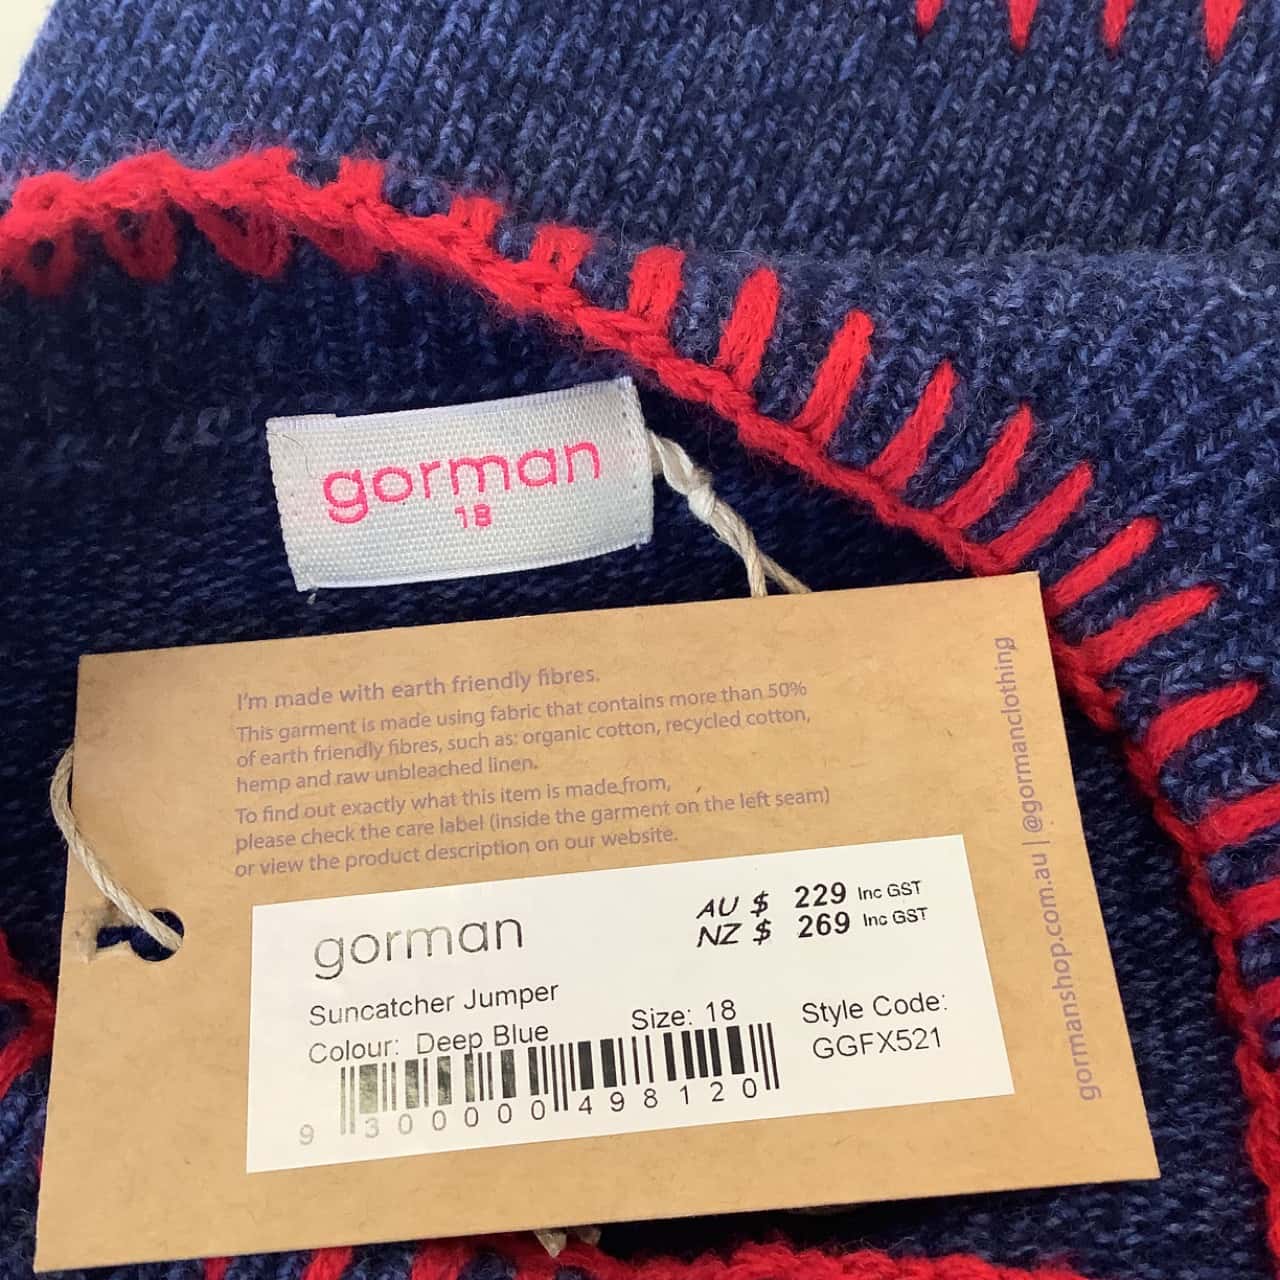 gorman
18
I'm made with earth friendly fibres.
This garment is made using fabric that contains more than 50%
of earth friendly fibres, such as: organic cotton, recycled cotton,
hemp and raw unbleached linen.
To find out exactly what this item is made from,
please check the care label (inside the garment on the left seam)
or view the product description on our website.
gorman
AU $ 229 Inc GST
NZ $ 269 Inc GST
Suncatcher Jumper
Colour: Deep Blue
Size: 18
Style Code:
GGFX521
9 300000 498120
gormanshop.com.au | @gormanclothing